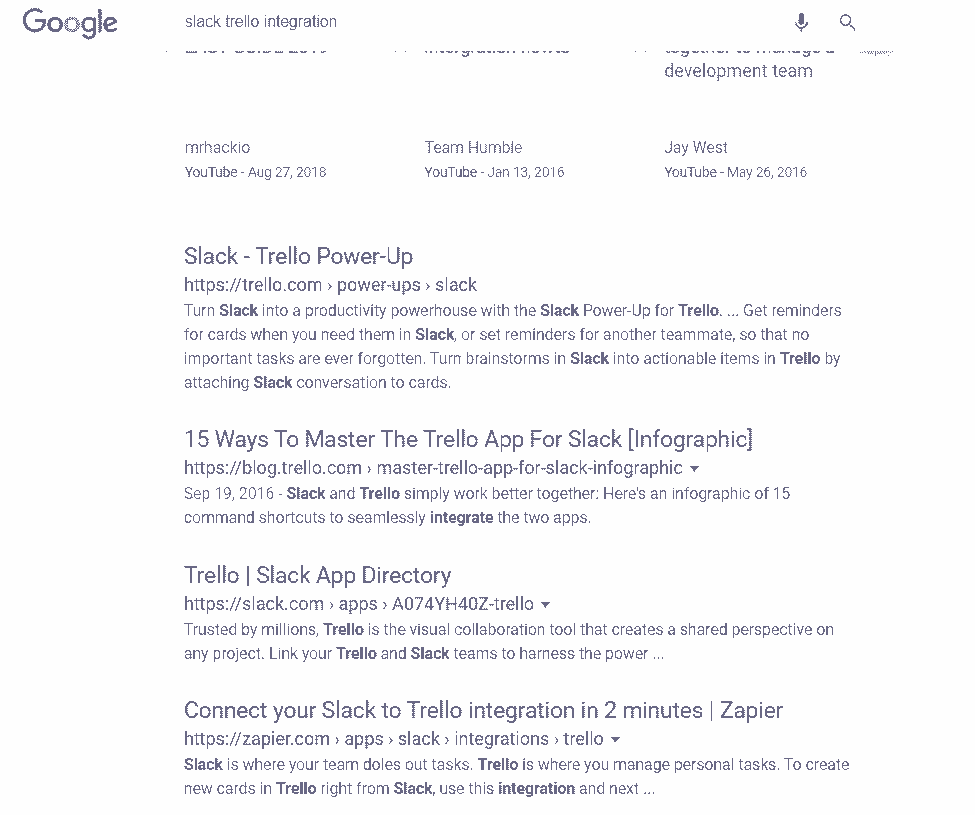 Google
slack trello integration
together to manage a
development team
mrhackio
Team Humble
Jay West
YouTube - Aug 27, 2018
YouTube - Jan 13, 2016
YouTube - May 26, 2016
Slack - Trello Power-Up
https://trello.com › power-ups › slack
Turn Slack into a productivity powerhouse with the Slack Power-Up for Trello. ... Get reminders
for cards when you need them in Slack, or set reminders for another teammate, so that no
important tasks are ever forgotten. Turn brainstorms in Slack into actionable items in Trello by
attaching Slack conversation to cards.
15 Ways To Master The Trello App For Slack [Infographic]
https://blog.trello.com › master-trello-app-for-slack-infographic
Sep 19, 2016 - Slack and Trello simply work better together: Here's an infographic of 15
command shortcuts to seamlessly integrate the two apps.
Trello | Slack App Directory
https://slack.com › apps › A074YH40Z-trello
Trusted by millions, Trello is the visual collaboration tool that creates a shared perspective on
any project. Link your Trello and Slack teams to harness the power ...
Connect your Slack to Trello integration in 2 minutes | Zapier
https://zapier.com › apps › slack › integrations › trello
Slack is where your team doles out tasks. Trello is where you manage personal tasks. To create
new cards in Trello right from Slack, use this integration and next ...